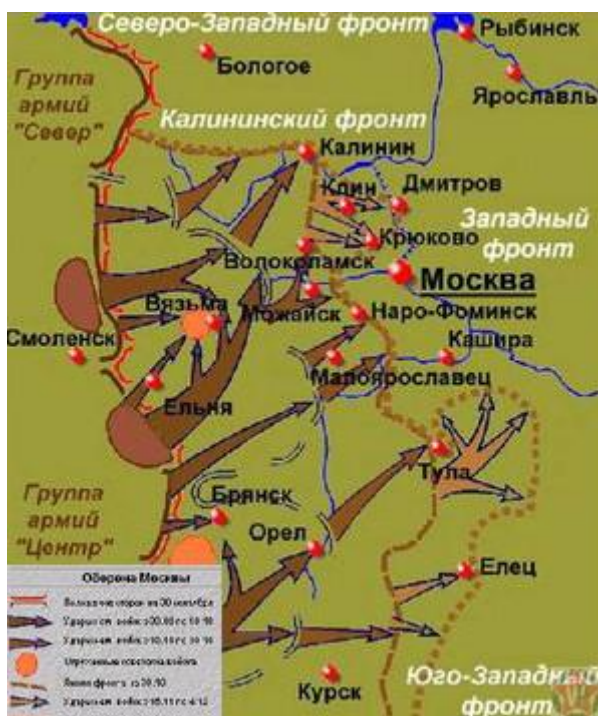 Северо-Западный фронт
Рыбинск
Бологое
Ярославль
Группа
армий
"Север"
Калининский фронт
Калинин
Клин
Дмитров
Западный
фронт
Крюково
Волоколамск
Москва
Вязьма
Можайск
Наро-Фоминск
Смоленск
Кашира
Малоярославец
Ельня
Тула
Группа
армий
"Центр"
Брянск
Орел
Елец
Оборона Москвы
Курск
Юго-Западный
фронт